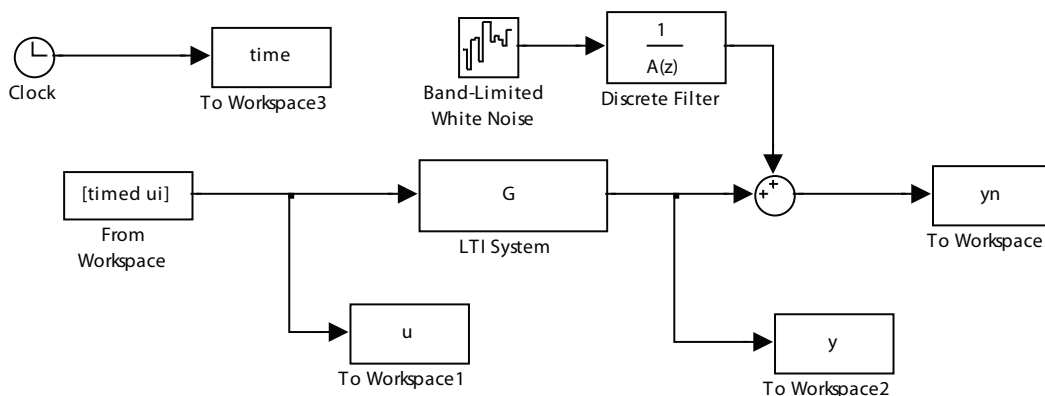 Clock
time
To Workspace3
Band-Limited
White Noise
1
A(z)
Discrete Filter
[timed ui]
From
Workspace
G
LTI System
+
+
yn
To Workspace
u
To Workspace1
y
To Workspace2